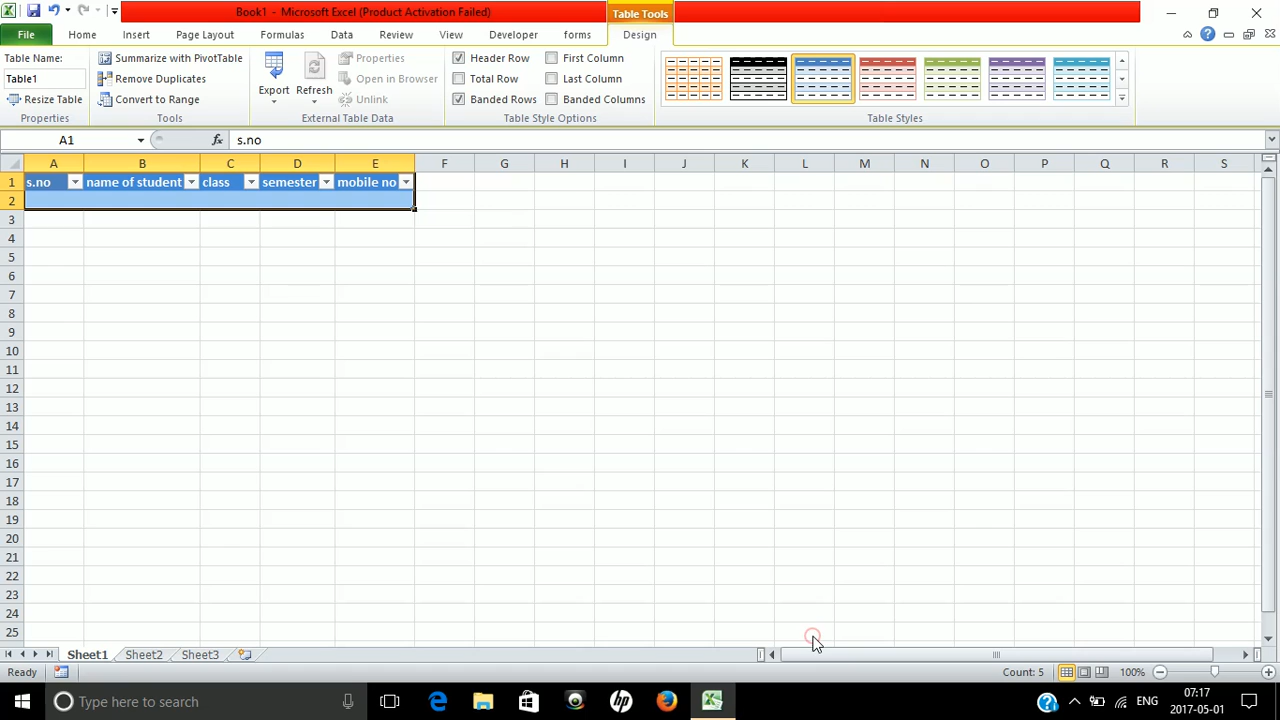 Book1 - Microsoft Excel (Product Activation Failed)
Table Tools
File Home Insert Page Layout Formulas Data Review View Developer forms Design
Table Name:
Table1
Resize Table
Properties
Summarize with PivotTable
Remove Duplicates
Convert to Range
Tools
Export
Refresh
Properties
Open in Browser
Unlink
External Table Data
Header Row
Total Row
Banded Rows
First Column
Last Column
Banded Columns
Table Style Options
Table Styles
A1 fx s.no
A B C D E F G H I J K L M N O P Q R S
1 s.no name of student class semester mobile no
2
3
4
5
6
7
8
9
10
11
12
13
14
15
16
17
18
19
20
21
22
23
24
25
Sheet1 Sheet2 Sheet3
Ready Count: 5 100%
Type here to search
hp
ENG
07:17
2017-05-01